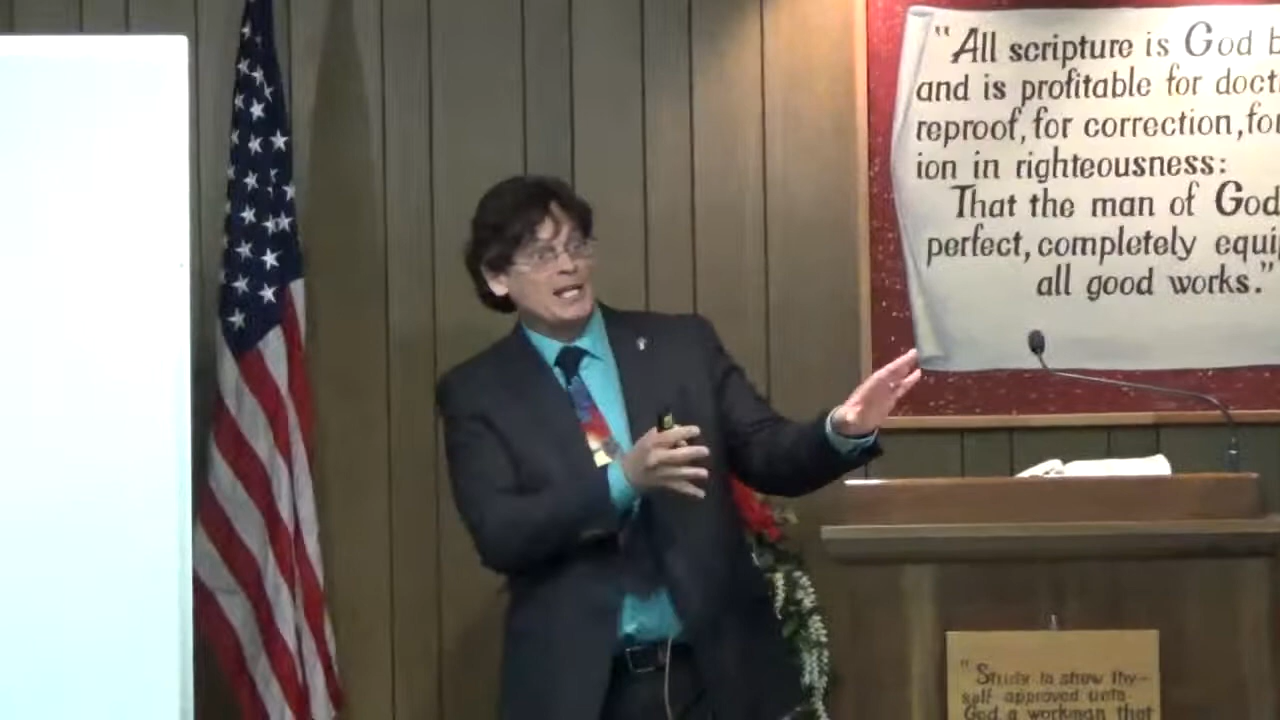 "All scripture is God b
and is profitable for doct
reproof, for correction, for
ion in righteousness:
That the man of God
perfect, completely equi
all good works."
"Study to show thy-
self approved unto
God a workman that